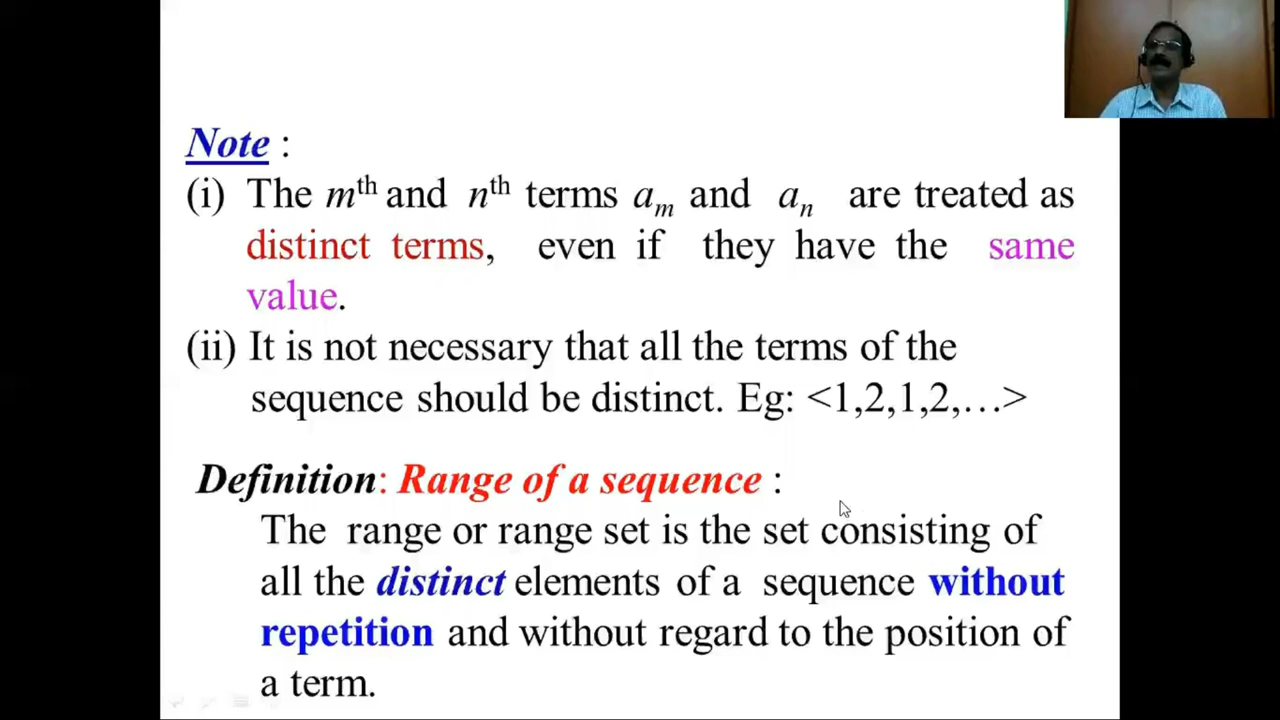 Note :
(i) The mth and nth terms am and an are treated as
distinct terms, even if they have the same
value.
(ii) It is not necessary that all the terms of the
sequence should be distinct. Eg: <1,2,1,2,…>
Definition: Range of a sequence :
The range or range set is the set consisting of
all the distinct elements of a sequence without
repetition and without regard to the position of
a term.